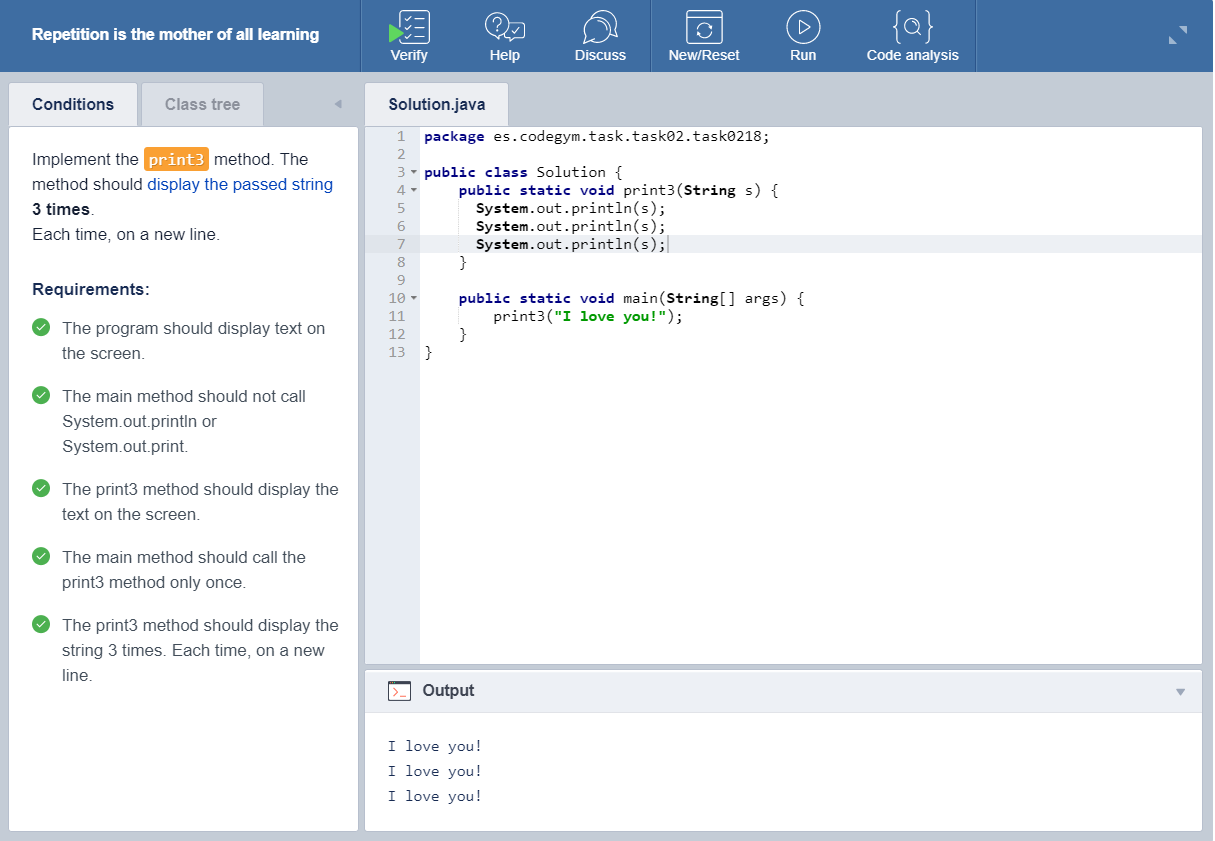 Repetition is the mother of all learning
Verify
Help
Discuss
New/Reset
Run
Code analysis
Conditions
Class tree
Implement the print3 method. The
method should display the passed string
3 times.
Each time, on a new line.
Requirements:
The program should display text on
the screen.
The main method should not call
System.out.println or
System.out.print.
The print3 method should display the
text on the screen.
The main method should call the
print3 method only once.
The print3 method should display the
string 3 times. Each time, on a new
line.
Solution.java
1 package es.codegym.task.task02.task0218;
2
3 public class Solution {
4     public static void print3(String s) {
5       System.out.println(s);
6       System.out.println(s);
7       System.out.println(s);
8     }
9
10     public static void main(String[] args) {
11         print3("I love you!");
12     }
13 }
Output
I love you!
I love you!
I love you!